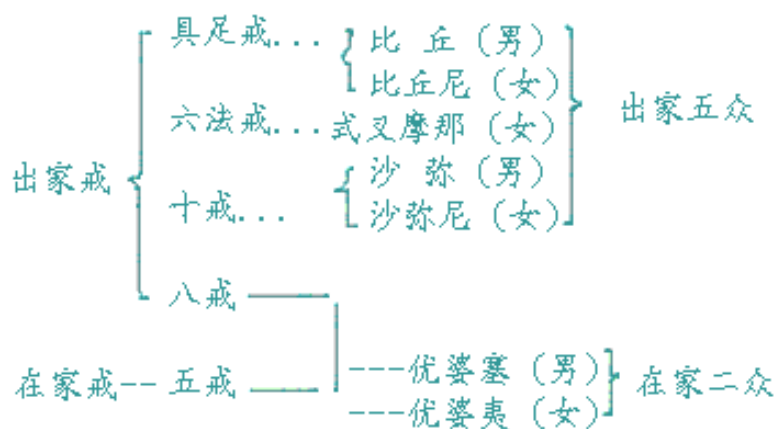 具足戒... 比 丘 (男)
比丘尼 (女)
六法戒... 式叉摩那 (女) 出家五众
出家戒 十戒... 沙 弥 (男)
沙弥尼 (女)
八戒
---优婆塞 (男)
在家戒-- 五戒 在家二众
---优婆夷 (女)